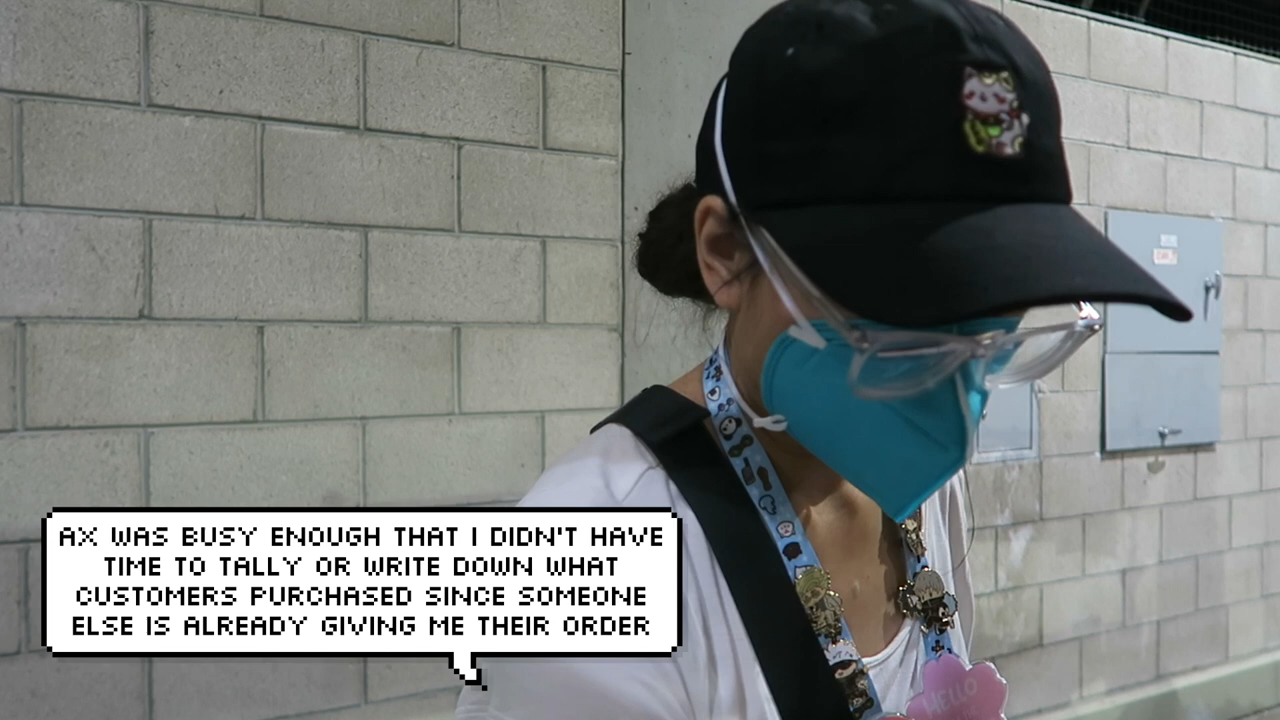 AX WAS BUSY ENOUGH THAT I DIDN'T HAVE
TIME TO TALLY OR WRITE DOWN WHAT
CUSTOMERS PURCHASED SINCE SOMEONE
ELSE IS ALREADY GIVING ME THEIR ORDER
HELLO